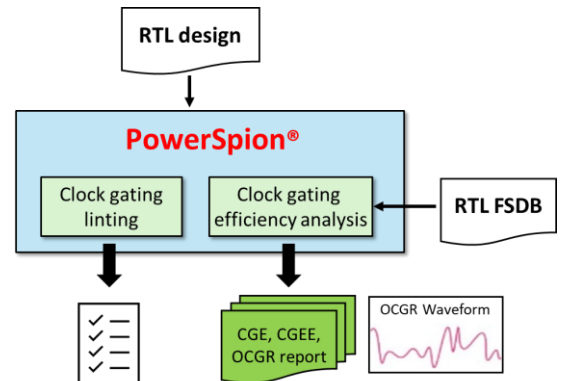 RTL design
PowerSpion®
Clock gating
linting
Clock gating
efficiency analysis
RTL FSDB
CGE, CGEE,
OCGR report
OCGR Waveform